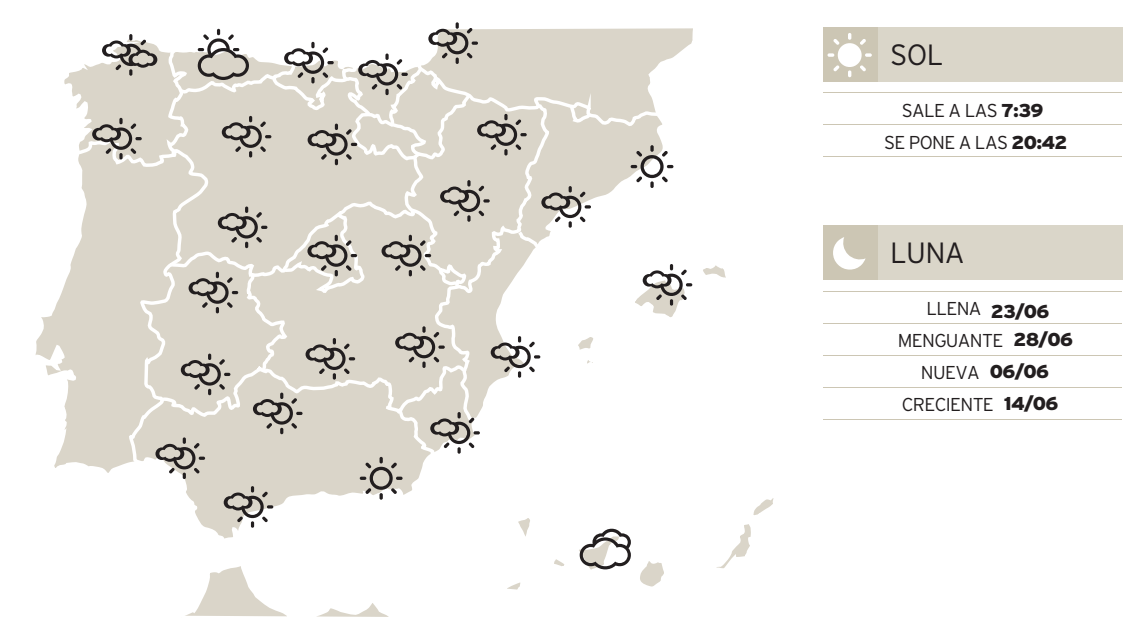 SOL
SALE A LAS 7:39
SE PONE A LAS 20:42
LUNA
LLENA 23/06
MENGUANTE 28/06
NUEVA 06/06
CRECIENTE 14/06